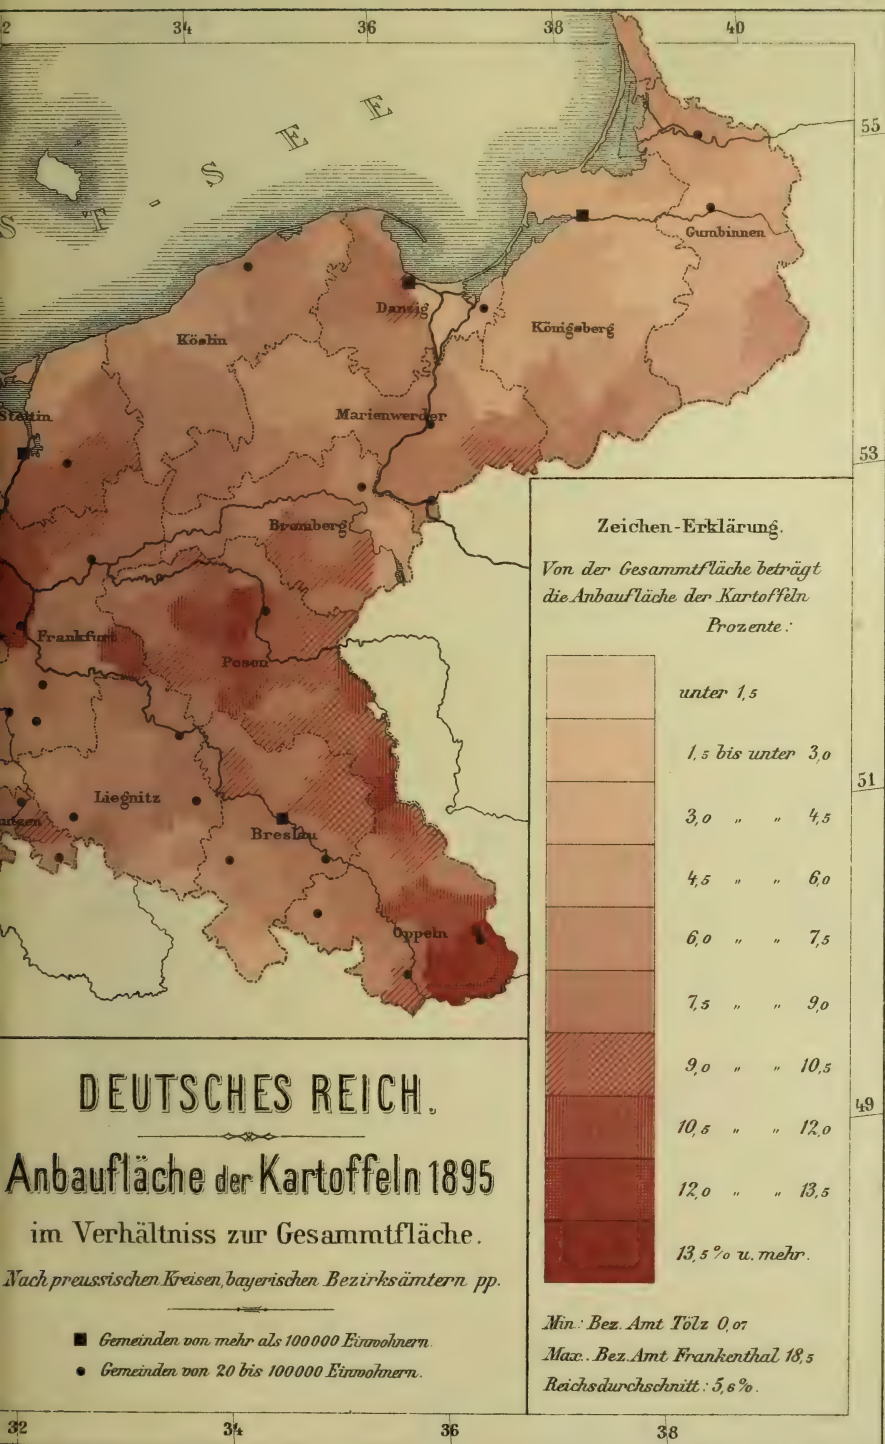 34 36 38 40
S T - S E E
55
Gumbinnen
Danzig
Königsberg
Köslin
Stettin
Marienwerder
53
Bromberg
Zeichen-Erklärung.
Von der Gesammtfläche beträgt
die Anbaufläche der Kartoffeln
Prozente:
Frankfurt
Posen
unter 1,5
1,5 bis unter 3,0
51
Liegnitz
3,0 " " 4,5
Breslau
4,5 " " 6,0
Oppeln
6,0 " " 7,5
7,5 " " 9,0
9,0 " " 10,5
49
10,5 " " 12,0
12,0 " " 13,5
13,5 % u. mehr.
DEUTSCHES REICH.
Anbaufläche der Kartoffeln 1895
im Verhältniss zur Gesammtfläche.
Nach preussischen Kreisen, bayerischen Bezirksämtern pp.
■ Gemeinden von mehr als 100000 Einwohnern.
• Gemeinden von 20 bis 100000 Einwohnern.
Min.: Bez. Amt Tölz 0,07
Max.: Bez. Amt Frankenthal 18,5
Reichsdurchschnitt: 5,6%.
32 34 36 38